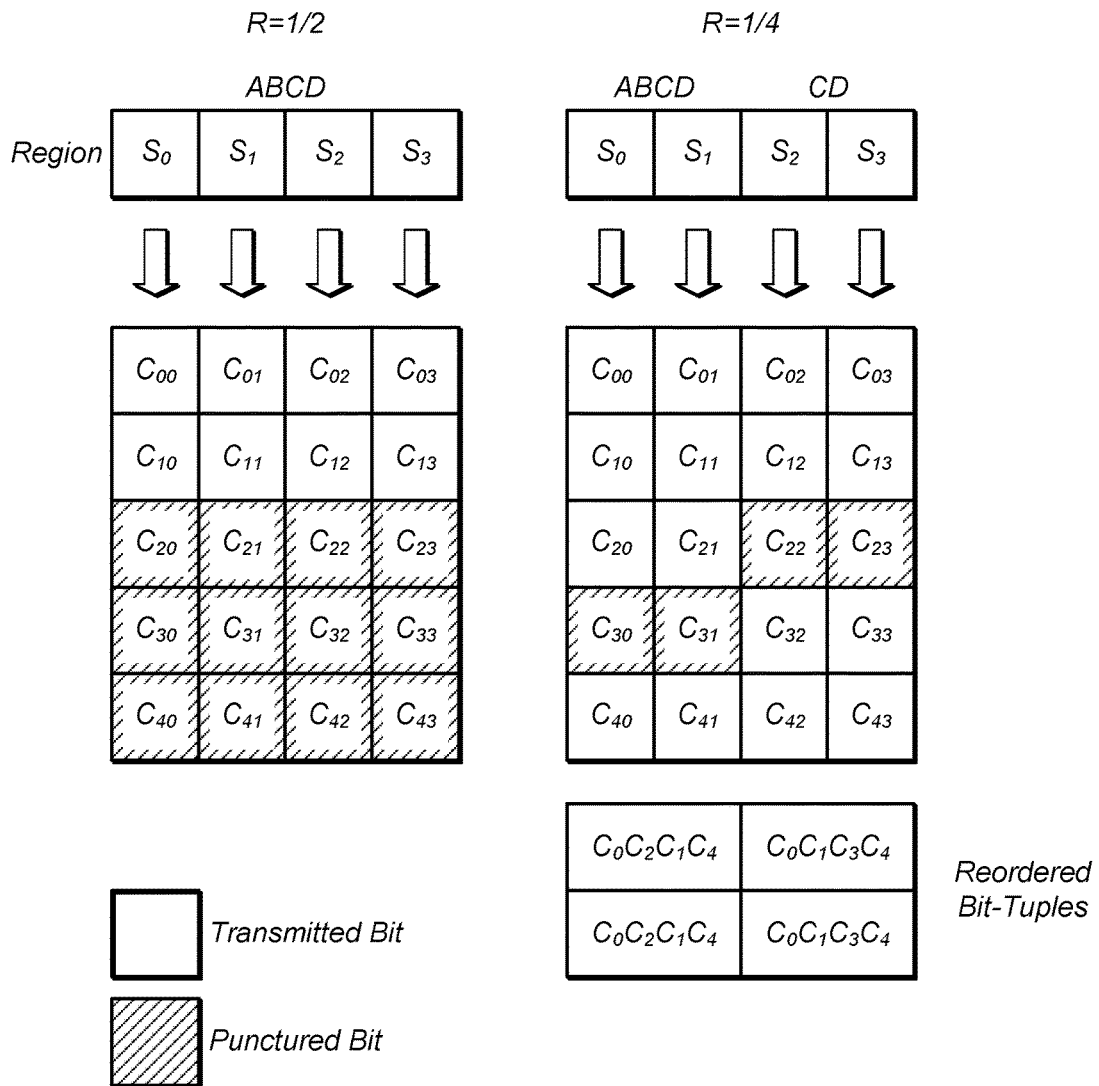 R=1/2 R=1/4
ABCD ABCD CD
Region S₀ S₁ S₂ S₃ S₀ S₁ S₂ S₃
C₀₀ C₀₁ C₀₂ C₀₃ C₀₀ C₀₁ C₀₂ C₀₃
C₁₀ C₁₁ C₁₂ C₁₃ C₁₀ C₁₁ C₁₂ C₁₃
C₂₀ C₂₁ C₂₂ C₂₃ C₂₀ C₂₁ C₂₂ C₂₃
C₃₀ C₃₁ C₃₂ C₃₃ C₃₀ C₃₁ C₃₂ C₃₃
C₄₀ C₄₁ C₄₂ C₄₃ C₄₀ C₄₁ C₄₂ C₄₃
C₀C₂C₁C₄ C₀C₁C₃C₄
C₀C₂C₁C₄ C₀C₁C₃C₄
Reordered
Bit-Tuples
Transmitted Bit
Punctured Bit